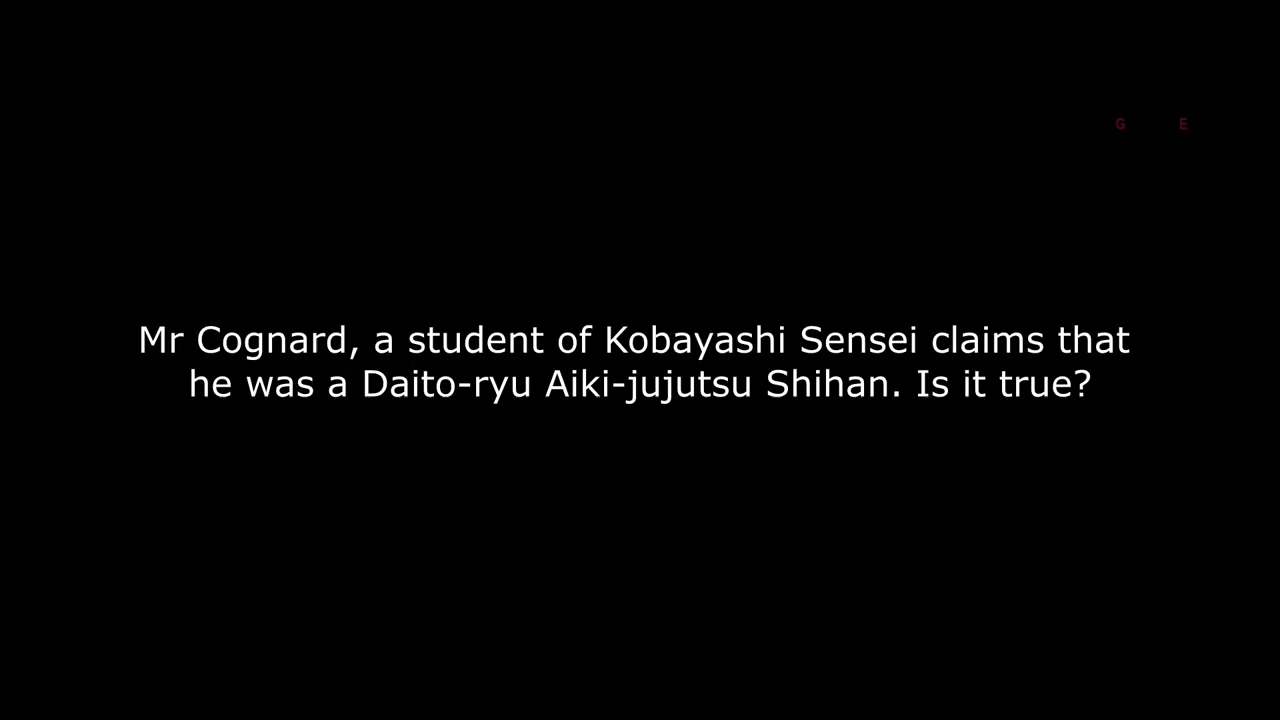 G E
Mr Cognard, a student of Kobayashi Sensei claims that
he was a Daito-ryu Aiki-jujutsu Shihan. Is it true?